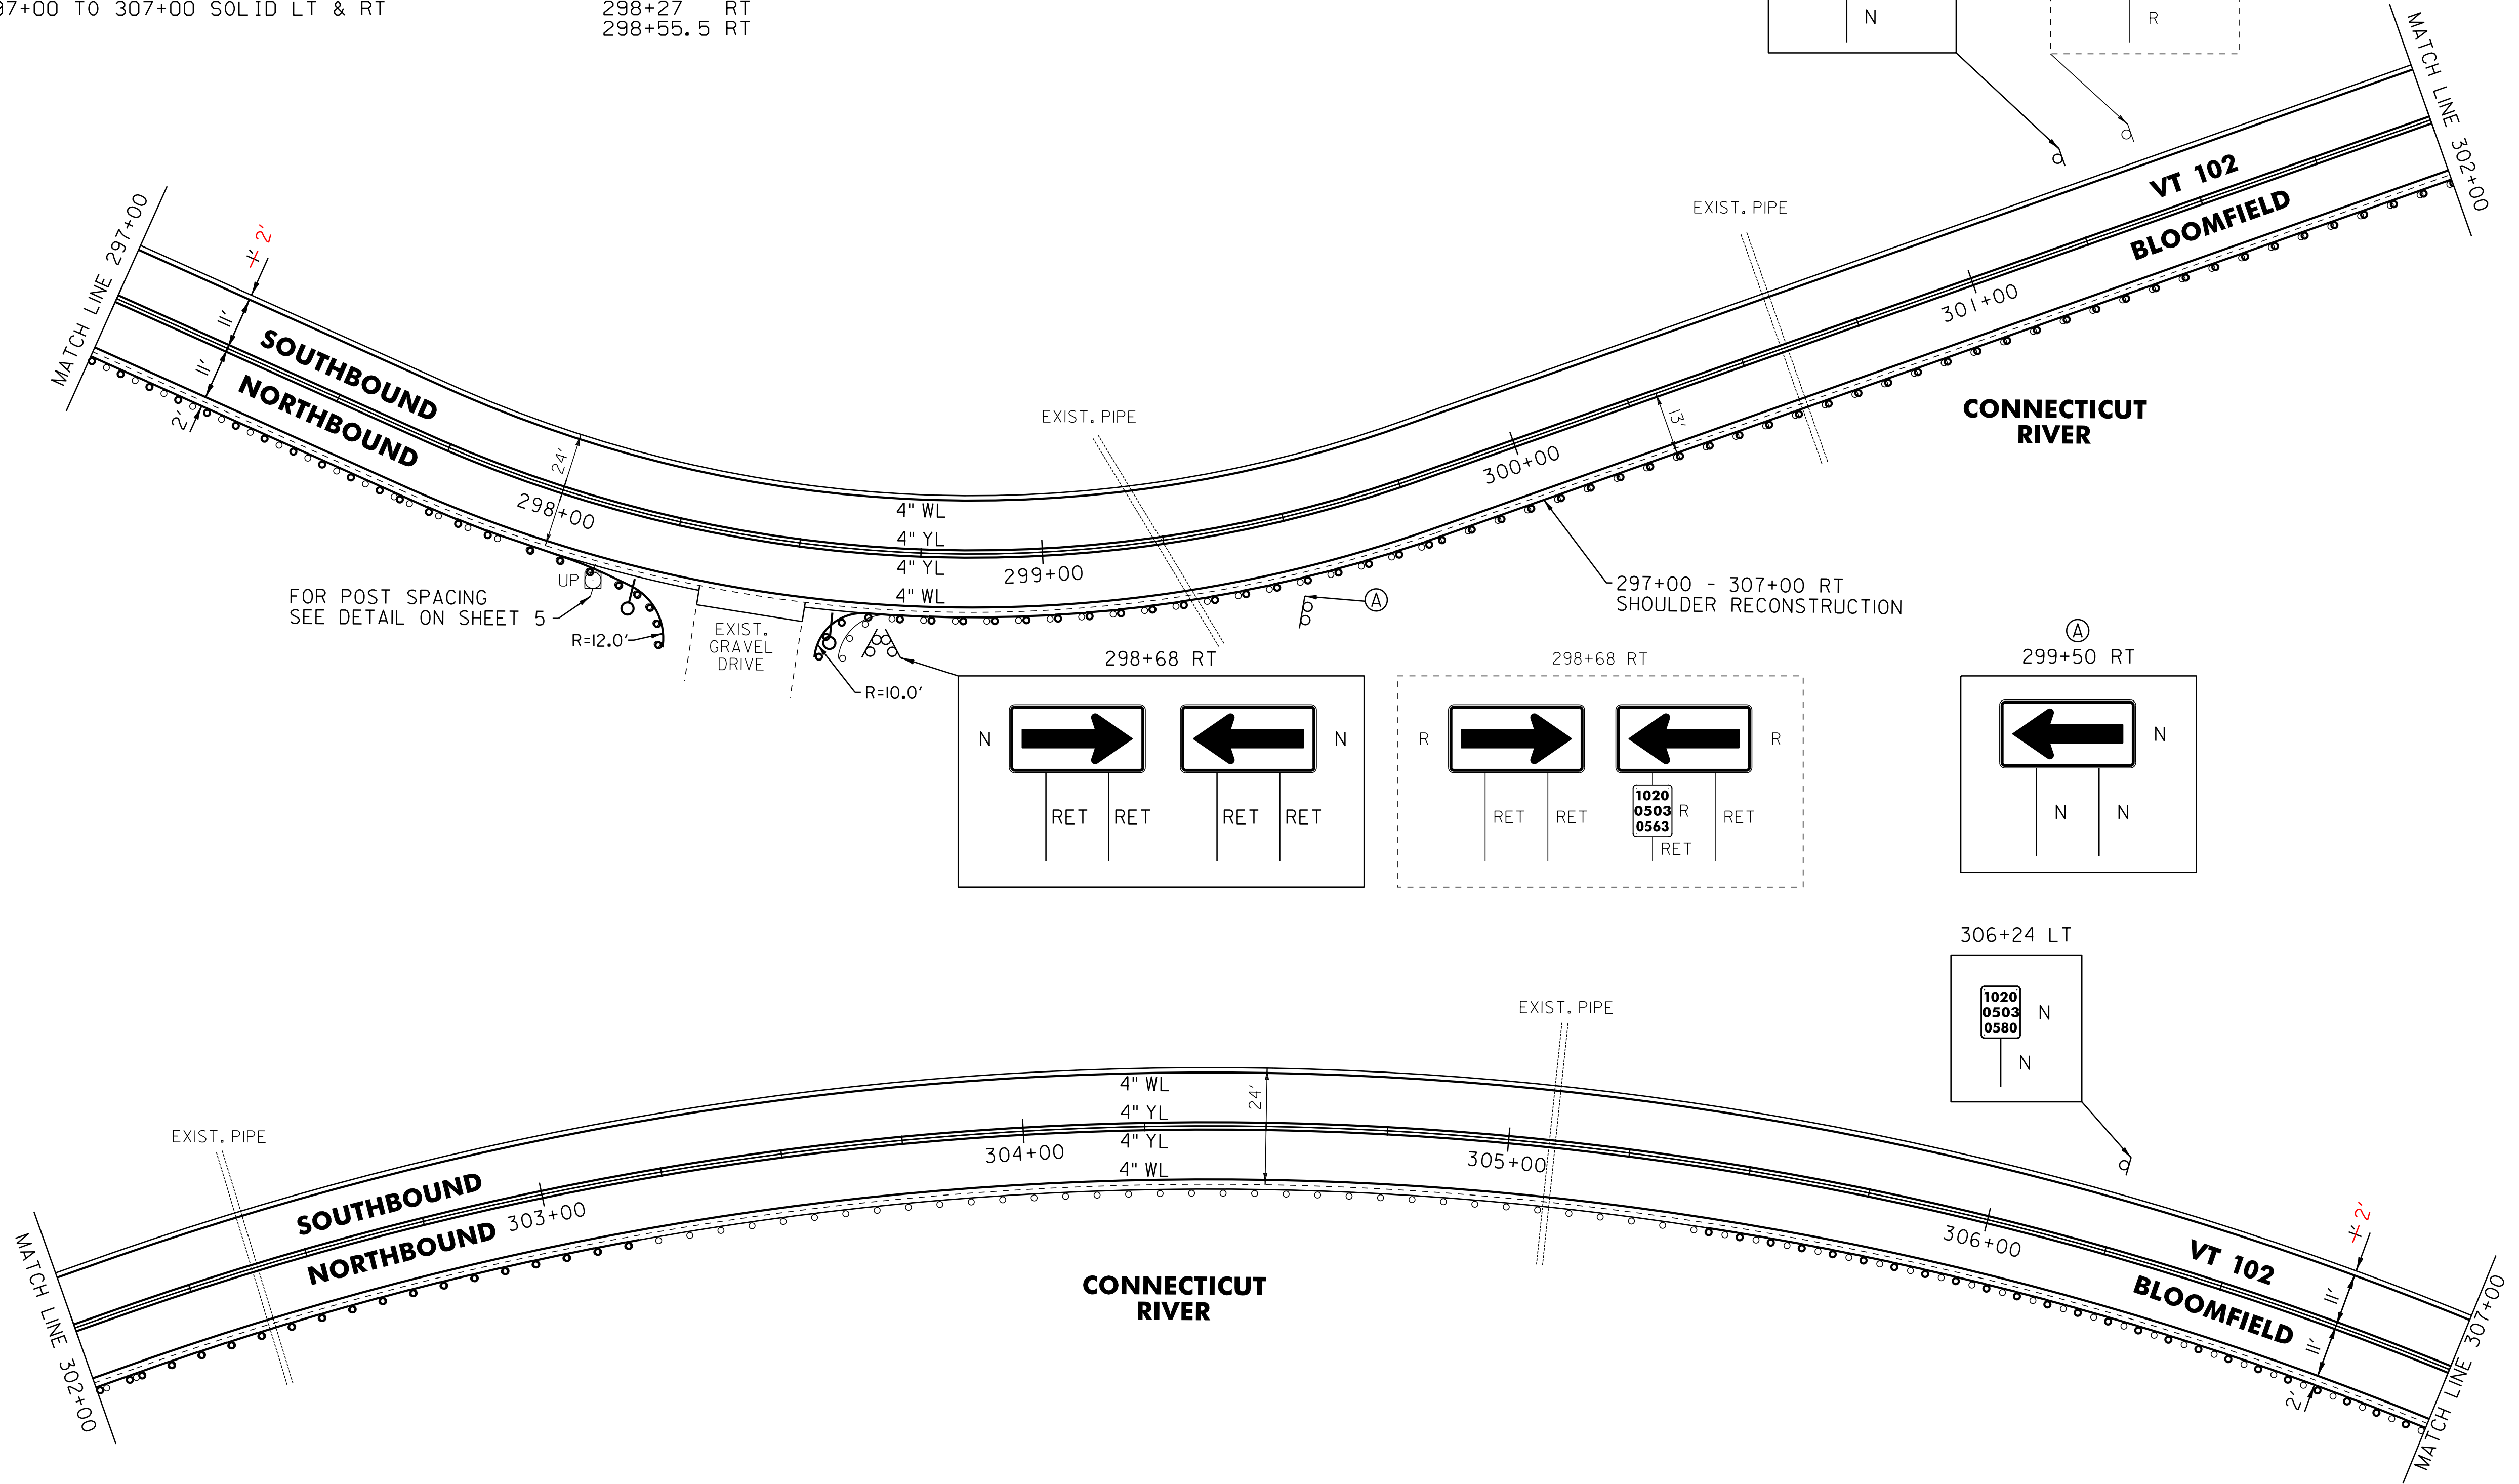 97+00 TO 307+00 SOLID LT & RT
298+27 RT
298+55.5 RT
N
R
MATCH LINE 302+00
MATCH LINE 297+00
1' 2'
11'
11'
2'
SOUTHBOUND
NORTHBOUND
24'
298+00
4" WL
4" YL
4" YL
4" WL
299+00
EXIST. PIPE
300+00
13'
EXIST. PIPE
301+00
VT 102
BLOOMFIELD
CONNECTICUT
RIVER
UP
FOR POST SPACING
SEE DETAIL ON SHEET 5
R=12.0'
EXIST.
GRAVEL
DRIVE
R=10.0'
A
297+00 - 307+00 RT
SHOULDER RECONSTRUCTION
298+68 RT
N
N
RET
RET
RET
RET
298+68 RT
R
R
RET
RET
1020
0503
0563
R
RET
RET
A
299+50 RT
N
N
N
306+24 LT
1020
0503
0580
N
N
MATCH LINE 302+00
EXIST. PIPE
SOUTHBOUND
NORTHBOUND
303+00
304+00
4" WL
4" YL
4" YL
4" WL
24'
305+00
EXIST. PIPE
306+00
CONNECTICUT
RIVER
VT 102
BLOOMFIELD
1' 2'
11'
11'
2'
MATCH LINE 307+00